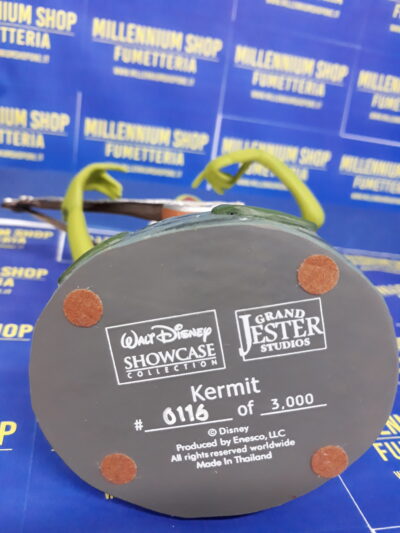 MILLENNIUM SHOP
FUMETTERIA
MILLENNIUM SHOP
FUMETTERIA
MILLENNIUM SHOP
FUMETTERIA
WALT DISNEY
SHOWCASE
COLLECTION
GRAND
JESTER
STUDIOS
Kermit
# 0116 of 3,000
© Disney
Produced by Enesco, LLC
All rights reserved worldwide
Made in Thailand